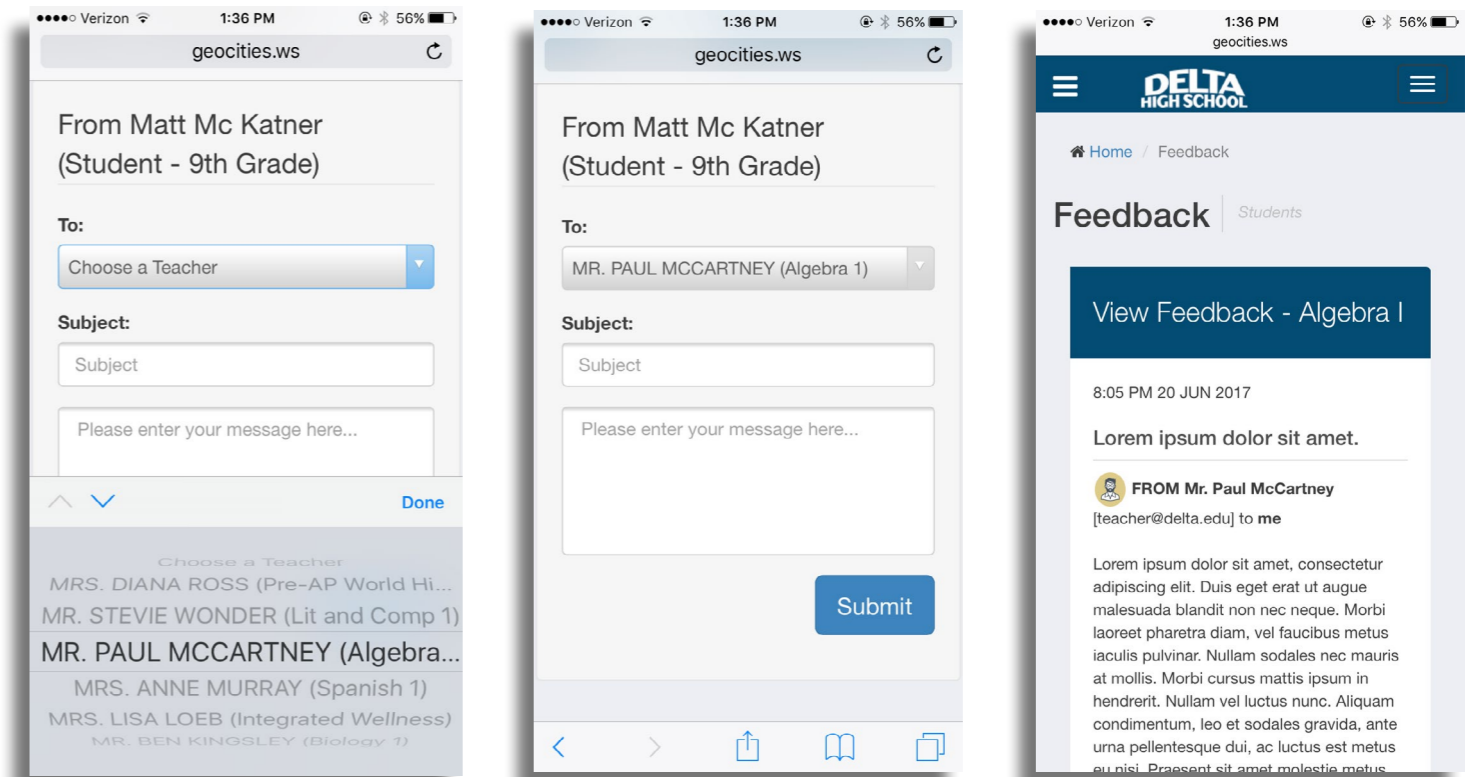 Verizon 1:36 PM 56%
geocities.ws
From Matt Mc Katner
(Student - 9th Grade)
To:
Choose a Teacher
Subject:
Subject
Please enter your message here...
Done
Choose a Teacher
MRS. DIANA ROSS (Pre-AP World Hi...
MR. STEVIE WONDER (Lit and Comp 1)
MR. PAUL MCCARTNEY (Algebra...
MRS. ANNE MURRAY (Spanish 1)
MRS. LISA LOEB (Integrated Wellness)
MR. BEN KINGSLEY (Biology 1)
Verizon 1:36 PM 56%
geocities.ws
From Matt Mc Katner
(Student - 9th Grade)
To:
MR. PAUL MCCARTNEY (Algebra 1)
Subject:
Subject
Please enter your message here...
Submit
Verizon 1:36 PM 56%
geocities.ws
DELTA
HIGH SCHOOL
Home / Feedback
Feedback Students
View Feedback - Algebra I
8:05 PM 20 JUN 2017
Lorem ipsum dolor sit amet.
FROM Mr. Paul McCartney
[teacher@delta.edu] to me
Lorem ipsum dolor sit amet, consectetur
adipiscing elit. Duis eget erat ut augue
malesuada blandit non nec neque. Morbi
laoreet pharetra diam, vel faucibus metus
iaculis pulvinar. Nullam sodales nec mauris
at mollis. Morbi cursus mattis ipsum in
hendrerit. Nullam vel luctus nunc. Aliquam
condimentum, leo et sodales gravida, ante
urna pellentesque dui, ac luctus est metus
eu nisi. Praesent sit amet molestie metus